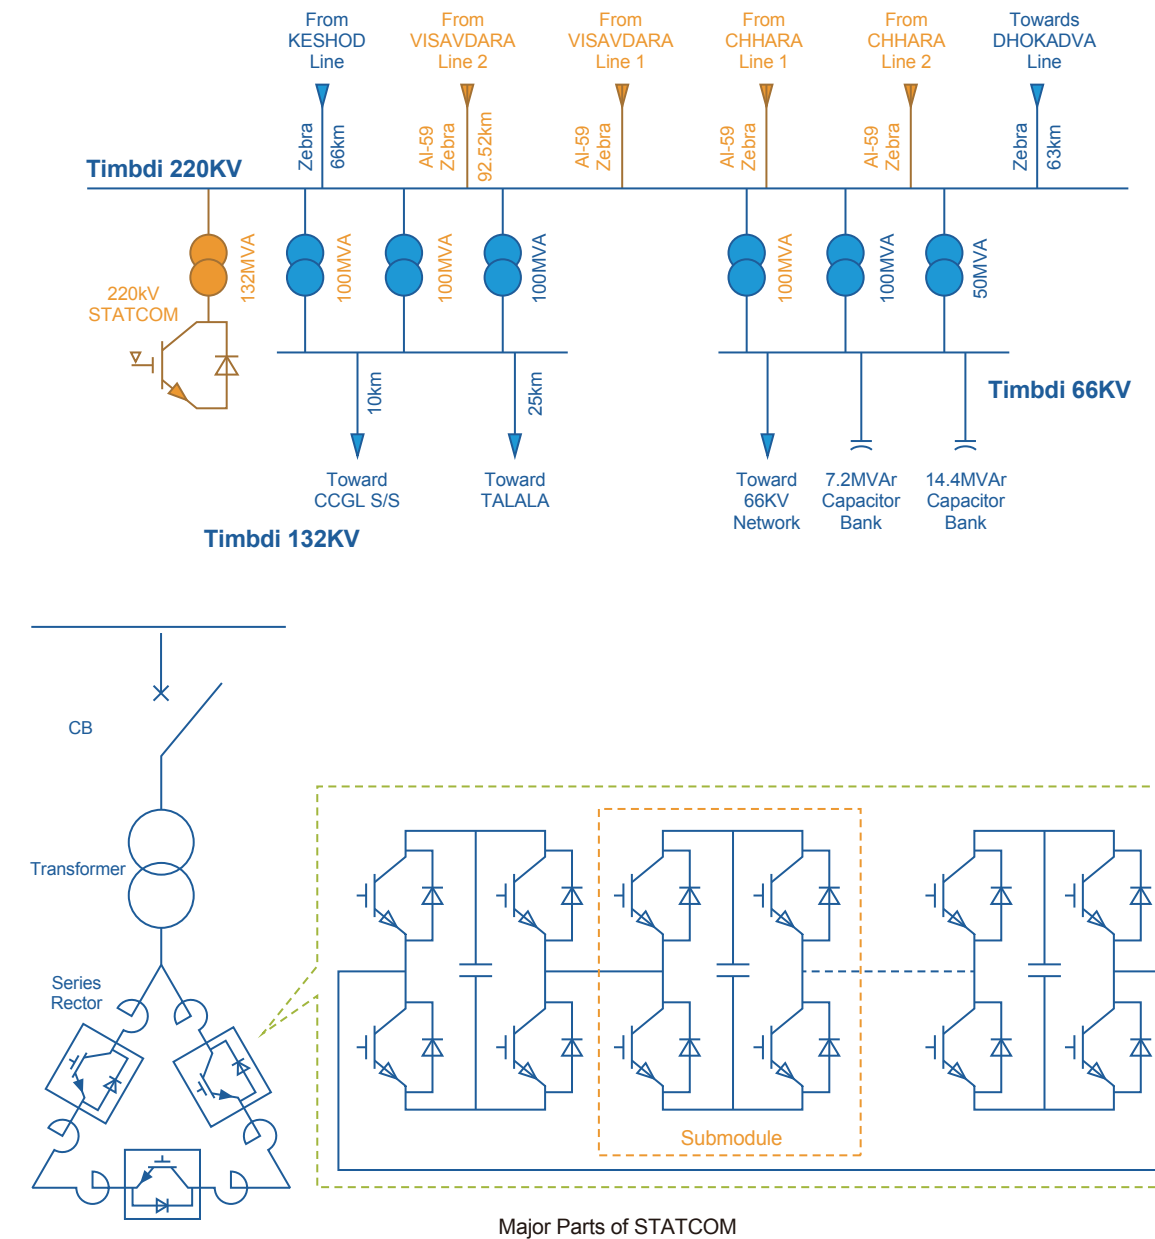 From
KESHOD
Line
From
VISAVDARA
Line 2
From
VISAVDARA
Line 1
From
CHHARA
Line 1
From
CHHARA
Line 2
Towards
DHOKADVA
Line
Zebra
66km
Al-59
Zebra
92.52km
Al-59
Zebra
Al-59
Zebra
Al-59
Zebra
Zebra
63km
Timbdi 220KV
132MVA
100MVA
100MVA
100MVA
100MVA
100MVA
50MVA
220kV
STATCOM
10km
25km
Timbdi 66KV
Toward
CCGL S/S
Toward
TALALA
Toward
66KV
Network
7.2MVAr
Capacitor
Bank
14.4MVAr
Capacitor
Bank
Timbdi 132KV
CB
Transformer
Series
Rector
Submodule
Major Parts of STATCOM